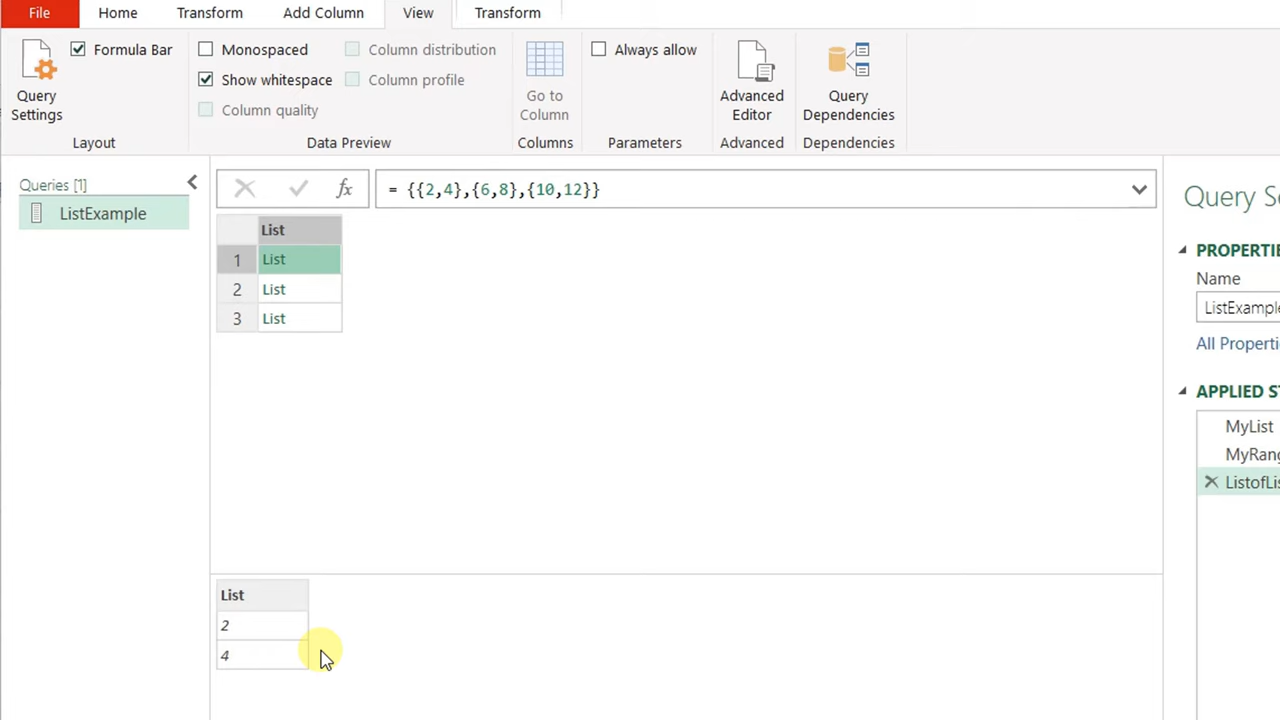 File Home Transform Add Column View Transform
Formula Bar Monospaced Column distribution Always allow
Show whitespace Column profile
Query Settings Column quality Go to Column Advanced Editor Query Dependencies
Layout Data Preview Columns Parameters Advanced Dependencies
Queries [1]
ListExample
fx = {{2,4},{6,8},{10,12}}
List
1 List
2 List
3 List
List
2
4
Query Se
PROPERTIE
Name
ListExample
All Properti
APPLIED ST
MyList
MyRang
ListofLis